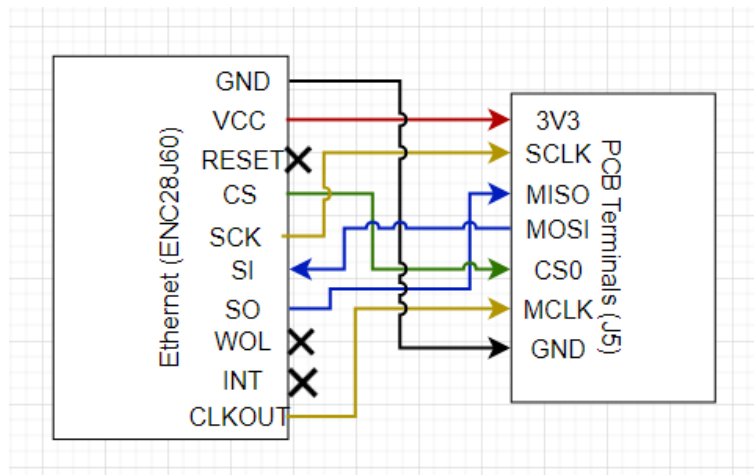 Ethernet (ENC28J60)
GND
VCC
RESET
CS
SCK
SI
SO
WOL
INT
CLKOUT
3V3
SCLK
MISO
MOSI
CS0
MCLK
GND
PCB Terminals (J5)